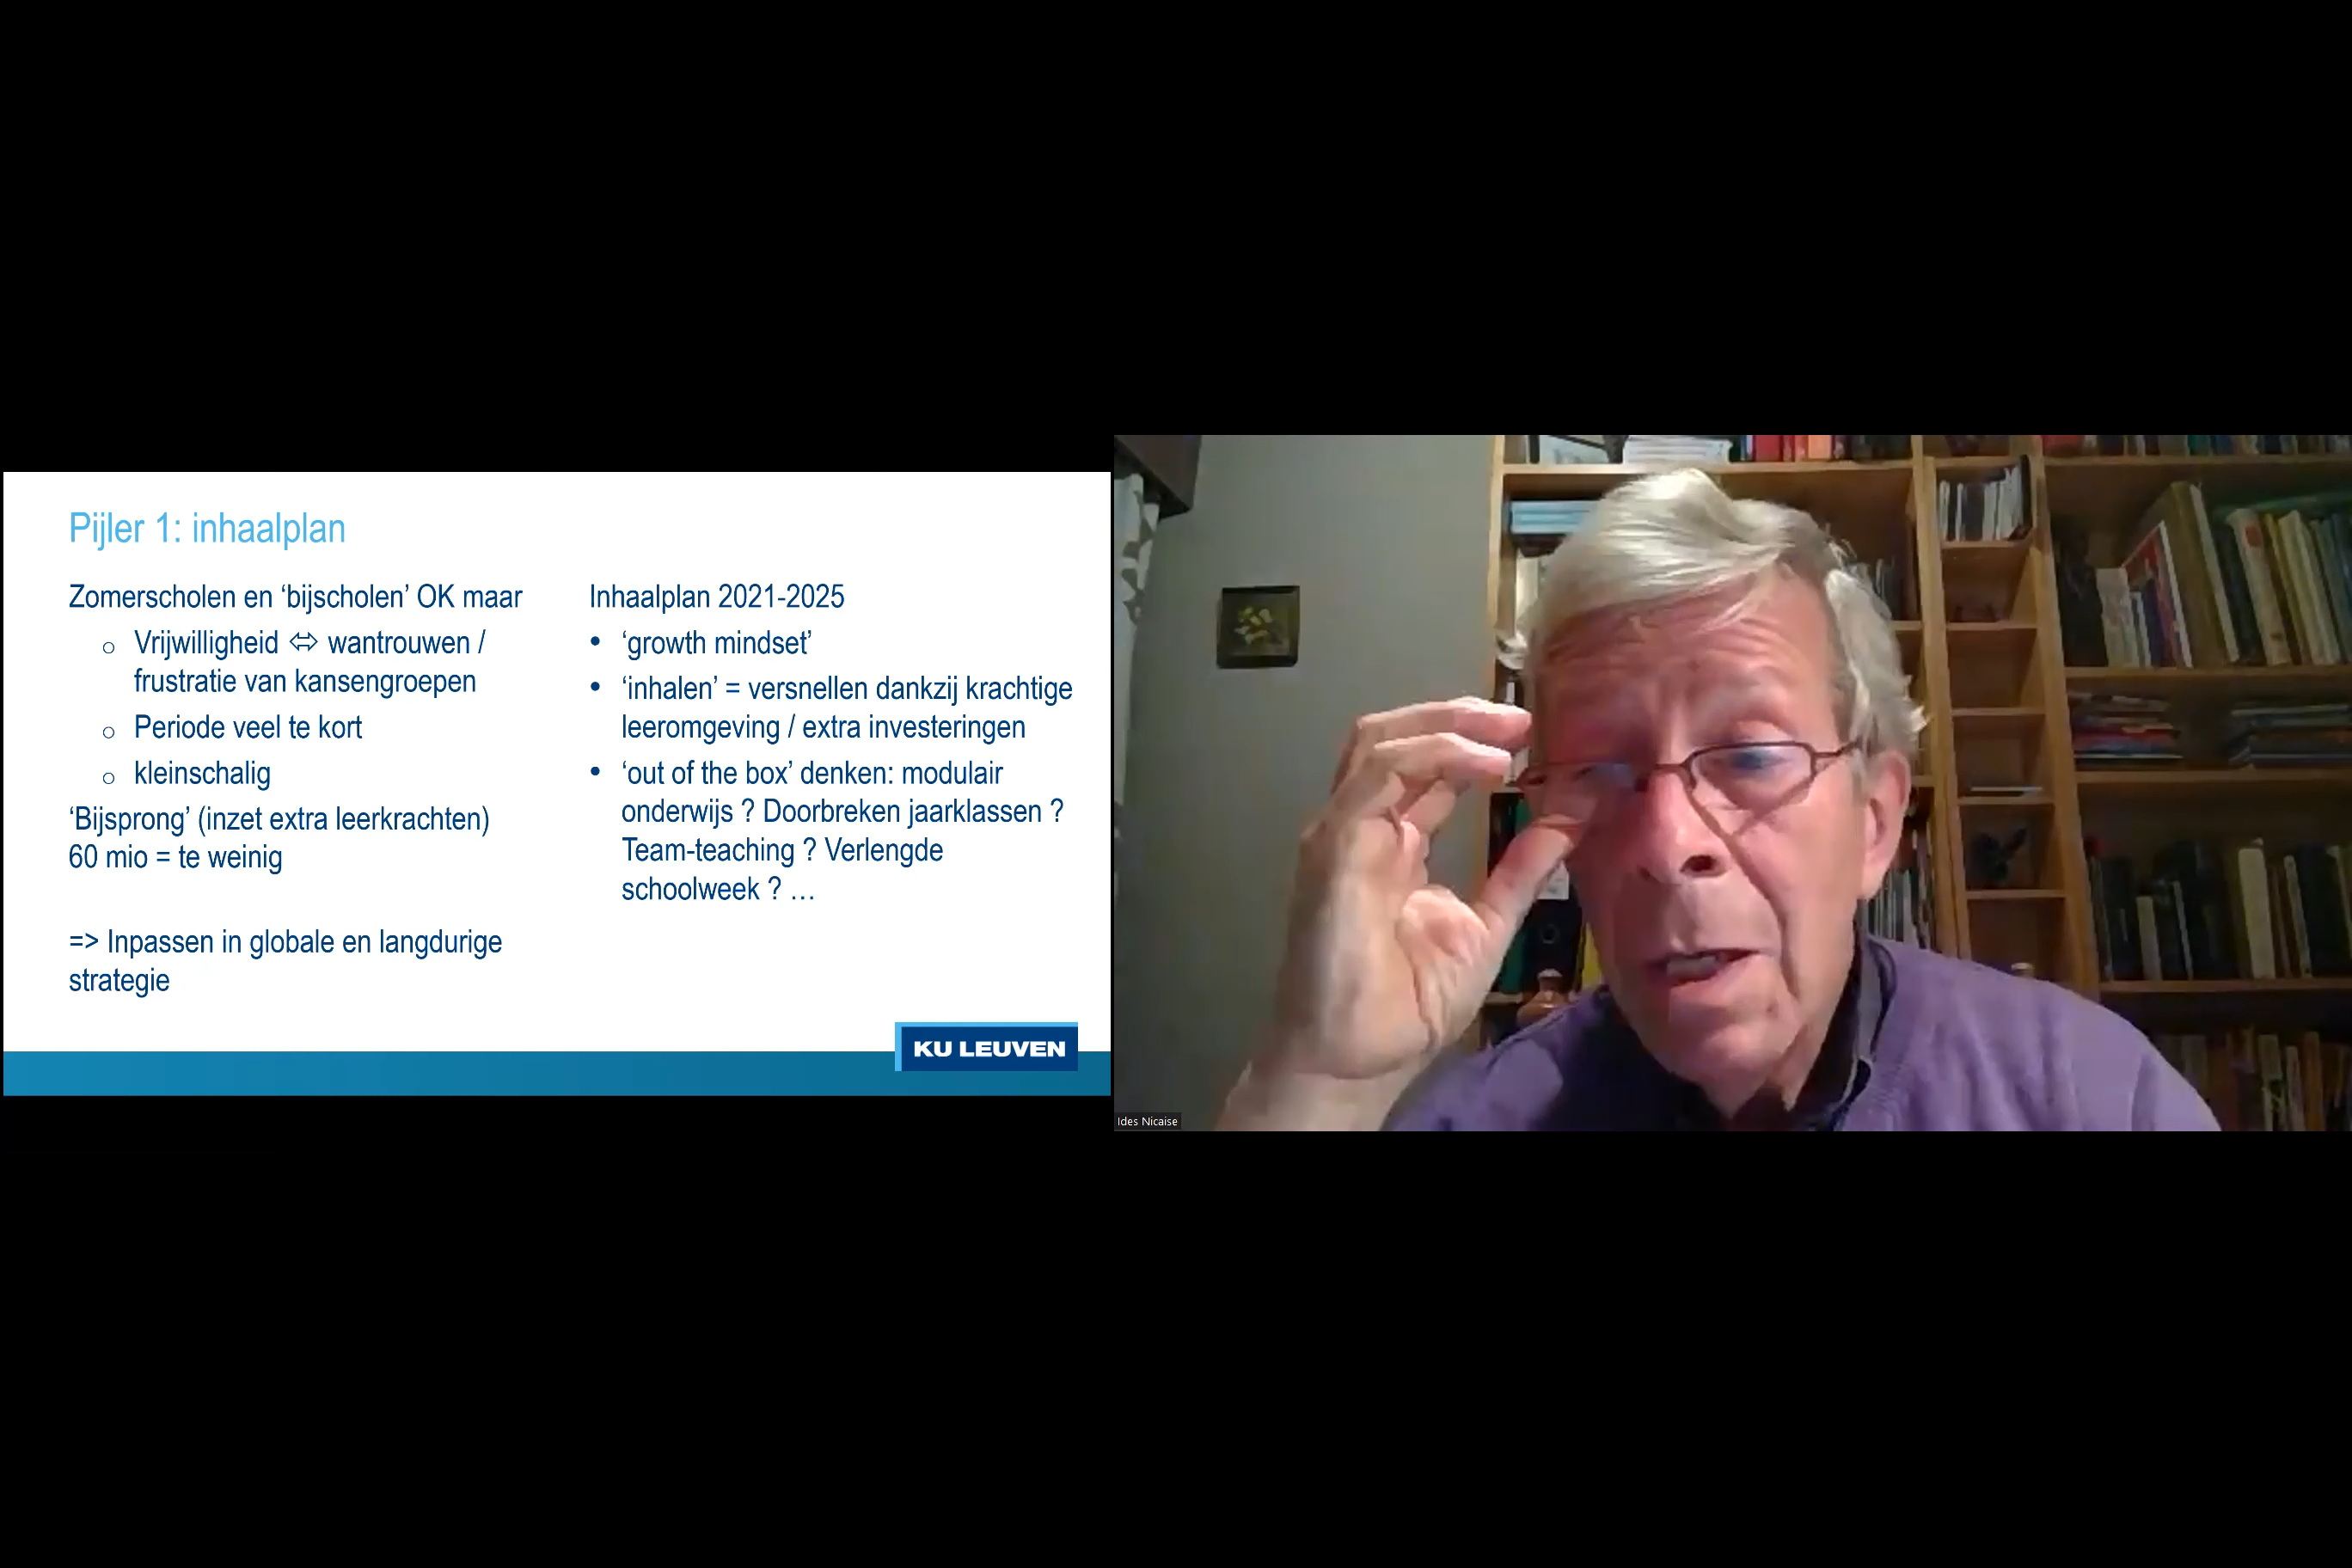 Pijler 1: inhaalplan
Zomerscholen en ‘bijscholen’ OK maar
o Vrijwilligheid ⬄ wantrouwen /
frustratie van kansengroepen
o Periode veel te kort
o kleinschalig
‘Bijsprong’ (inzet extra leerkrachten)
60 mio = te weinig
=> Inpassen in globale en langdurige
strategie
Inhaalplan 2021-2025
• ‘growth mindset’
• ‘inhalen’ = versnellen dankzij krachtige
leeromgeving / extra investeringen
• ‘out of the box’ denken: modulair
onderwijs ? Doorbreken jaarklassen ?
Team-teaching ? Verlengde
schoolweek ? …
KU LEUVEN
Ides Nicaise